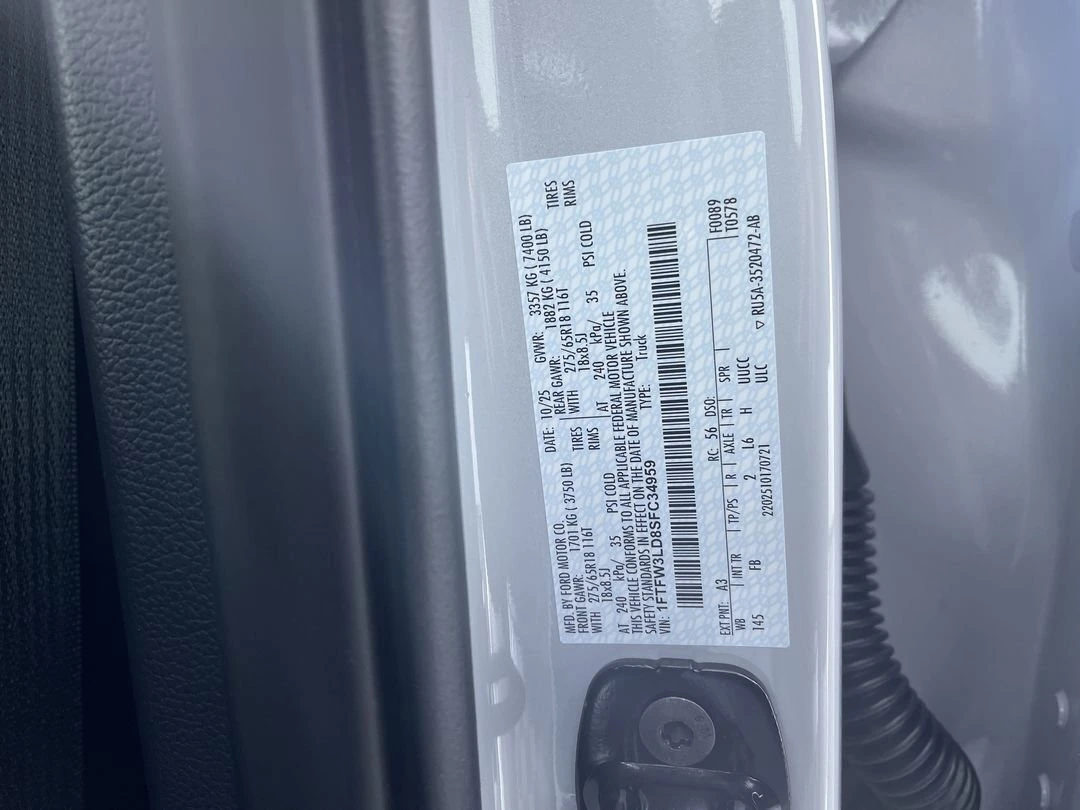 MFD. BY FORD MOTOR CO. DATE: 10/25 GVWR: 3357 KG ( 7400 LB)
FRONT GAWR: 1701 KG ( 3750 LB) REAR GAWR: 1882 KG ( 4150 LB)
WITH 275/65R18 116T TIRES WITH 275/65R18 116T TIRES
18x8.5J RIMS 18x8.5J RIMS
AT 240 kPa/ 35 PSI COLD AT 240 kPa/ 35 PSI COLD
THIS VEHICLE CONFORMS TO ALL APPLICABLE FEDERAL MOTOR VEHICLE
SAFETY STANDARDS IN EFFECT ON THE DATE OF MANUFACTURE SHOWN ABOVE.
VIN: 1FTFW3LD8SFC34959 TYPE: Truck
EXT PNT: A3 RC: 56 DSO: F0089
WB INT TR TP/PS R AXLE TR SPR T0578
145 FB 2 L6 H UUCC ▽ RU5A-3520472-AB
2202510170721 ULC